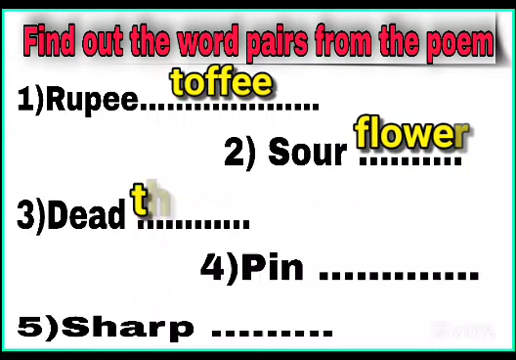 Find out the word pairs from the poem
1)Rupee.....................toffee
2) Sour ..........flower
3)Dead th............
4)Pin .............
5)Sharp .........